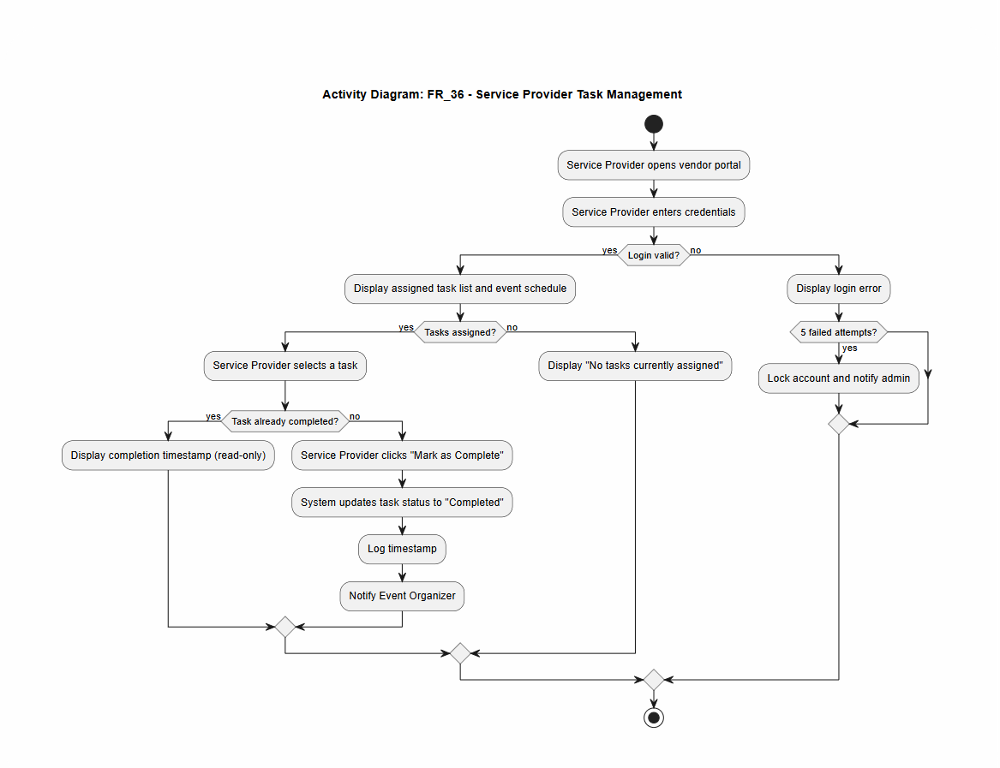 Activity Diagram: FR_36 - Service Provider Task Management
Service Provider opens vendor portal
Service Provider enters credentials
yes
Login valid?
no
Display assigned task list and event schedule
Display login error
yes
Tasks assigned?
no
5 failed attempts?
yes
Service Provider selects a task
Display "No tasks currently assigned"
Lock account and notify admin
yes
Task already completed?
no
Display completion timestamp (read-only)
Service Provider clicks "Mark as Complete"
System updates task status to "Completed"
Log timestamp
Notify Event Organizer